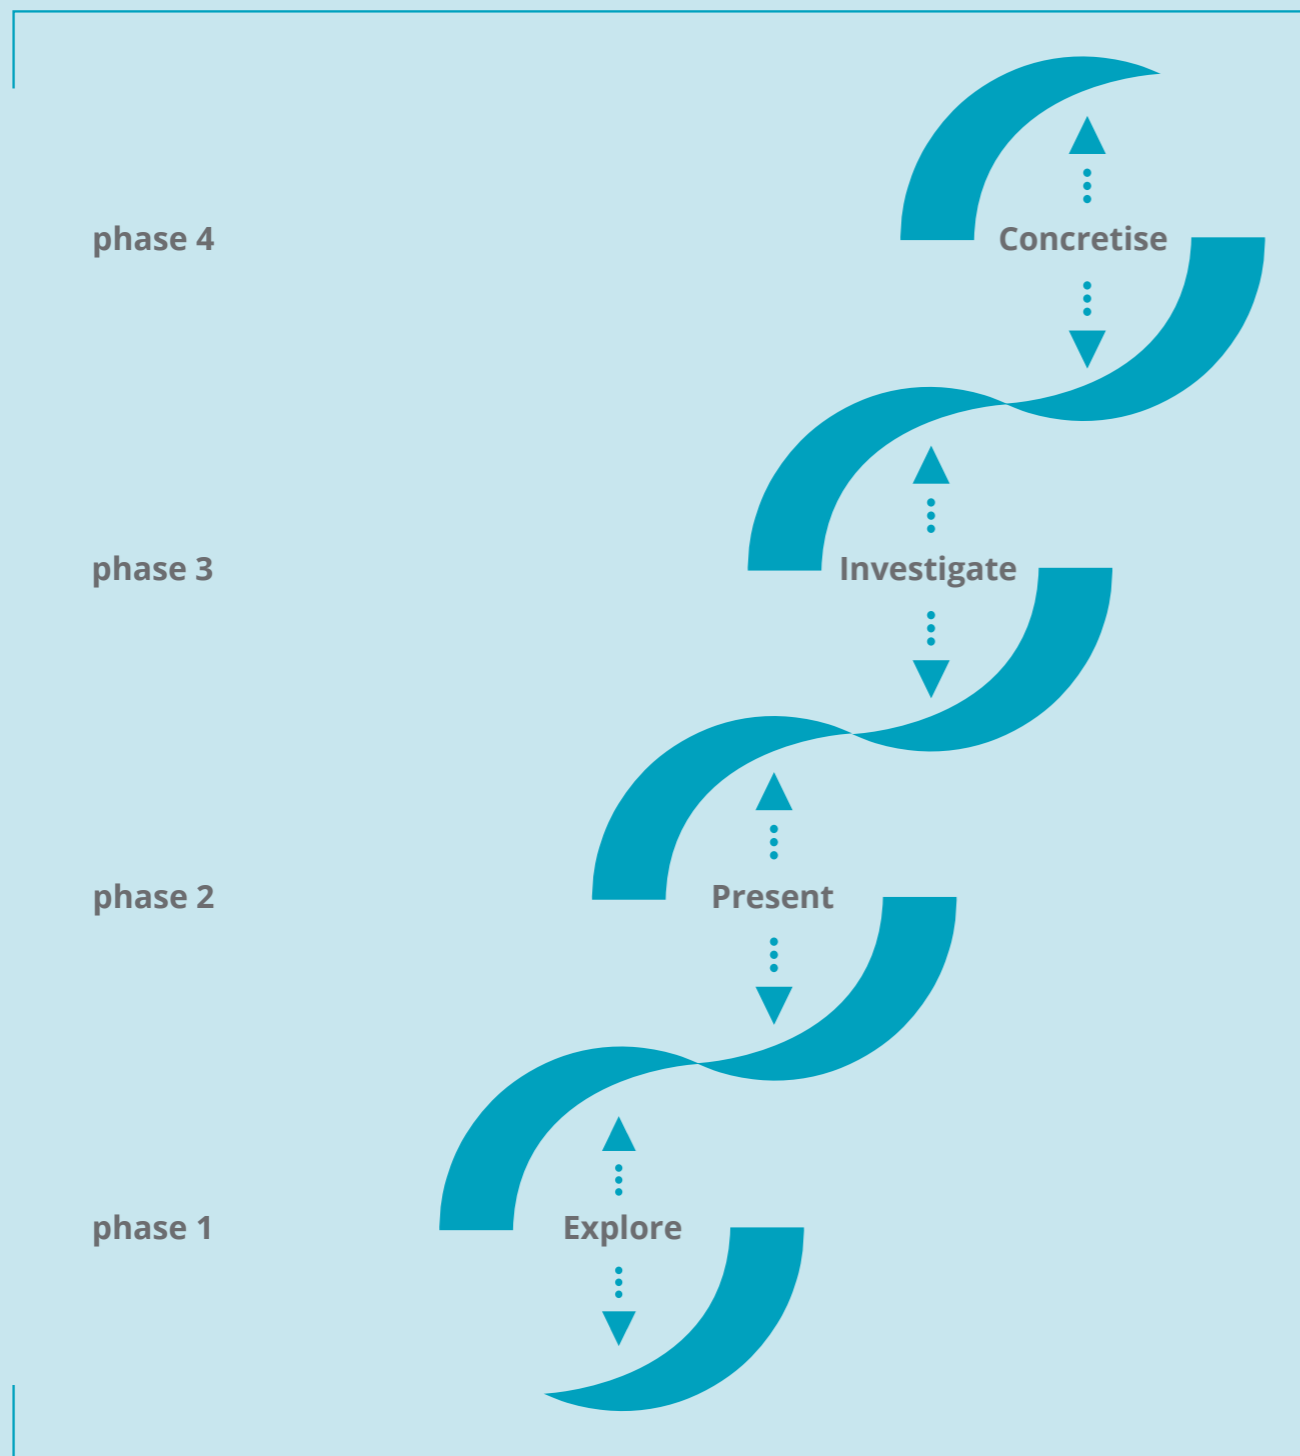 phase 4 Concretise
phase 3 Investigate
phase 2 Present
phase 1 Explore